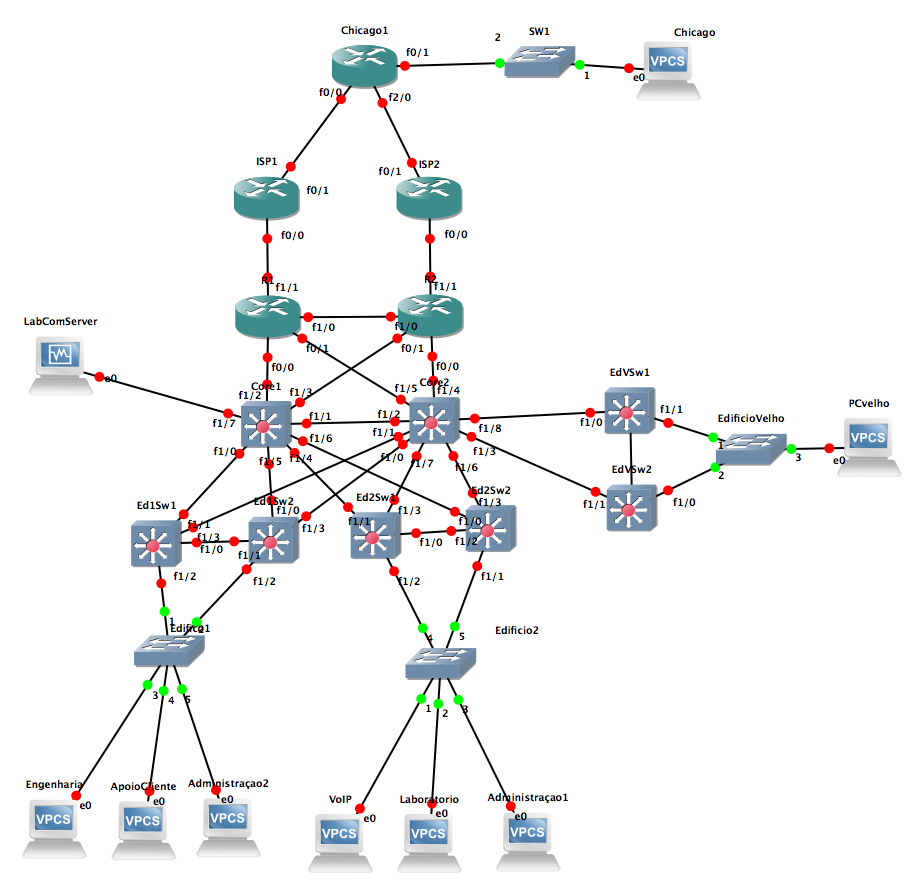 Chicago1
f0/1
2
SW1
1
Chicago
VPCS
e0
f0/0
f2/0
ISP1
f0/1
f0/1
ISP2
f0/0
f0/0
R1
f1/1
R2
f1/1
f1/0
f1/0
f0/1
f0/1
f0/0
f0/0
LabComServer
e0
f1/7
f1/2
Core1
f1/3
f1/1
f1/6
f1/4
f1/5
f1/0
f1/5
Core2
f1/4
f1/2
f1/1
f1/0
f1/7
f1/6
f1/8
f1/3
EdVSw1
f1/0
f1/1
EdVSw2
f1/1
f1/0
EdificioVelho
1
2
3
PCvelho
VPCS
e0
Ed1Sw1
f1/1
f1/3
f1/0
f1/2
Ed1Sw2
f1/0
f1/3
f1/1
f1/2
Ed2Sw1
f1/1
f1/3
f1/0
f1/2
Ed2Sw2
f1/3
f1/0
f1/2
f1/1
1
2
Edifico1
3
4
5
4
5
Edificio2
1
2
3
Engenharia
e0
VPCS
ApoioCliente
e0
VPCS
Administraçao2
e0
VPCS
VoIP
e0
VPCS
Laboratorio
e0
VPCS
Administraçao1
e0
VPCS